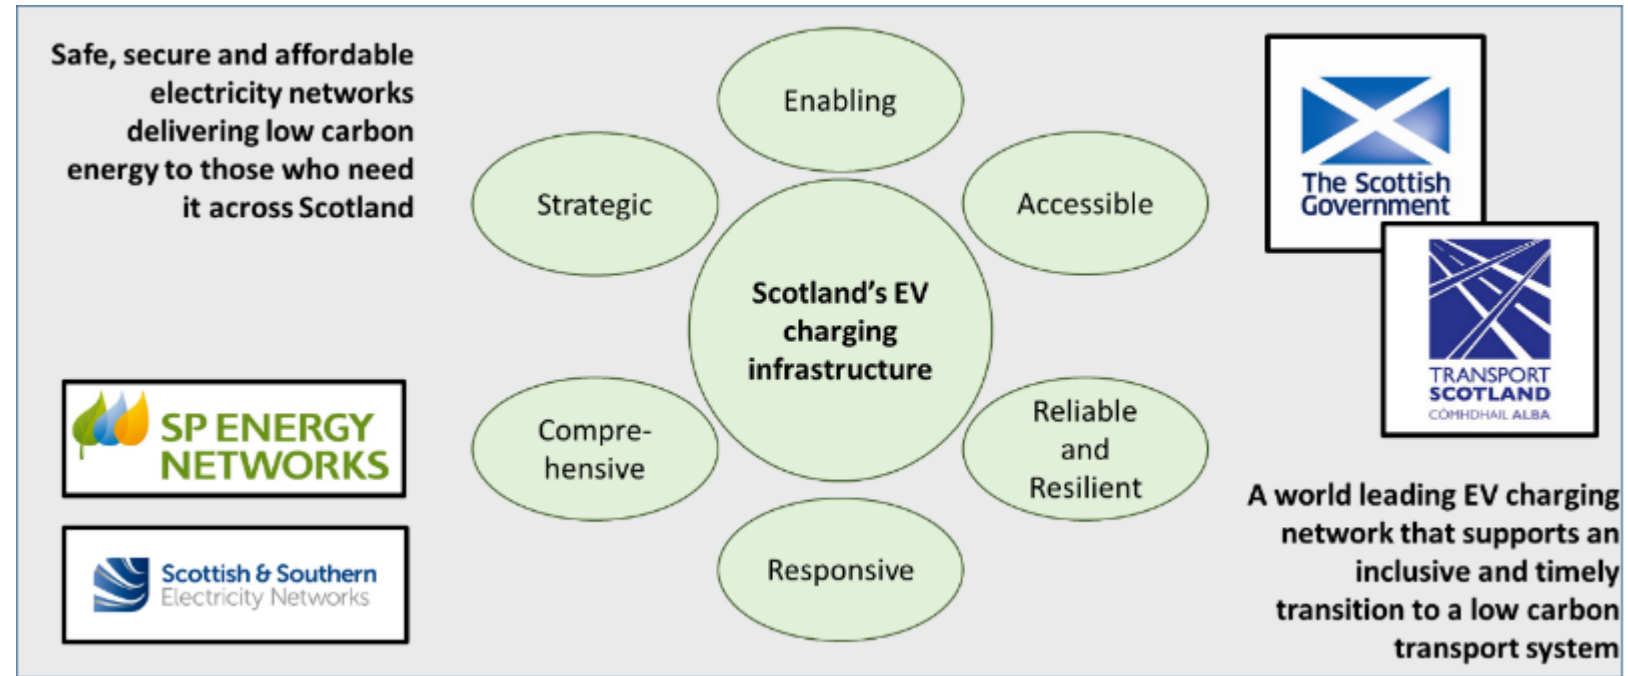 Safe, secure and affordable
electricity networks
delivering low carbon
energy to those who need
it across Scotland
SP ENERGY
NETWORKS
Scottish & Southern
Electricity Networks
Enabling
Strategic
Accessible
Scotland's EV
charging
infrastructure
Compre-
hensive
Reliable
and
Resilient
Responsive
The Scottish
Government
TRANSPORT
SCOTLAND
CÒMHDHAIL ALBA
A world leading EV charging
network that supports an
inclusive and timely
transition to a low carbon
transport system